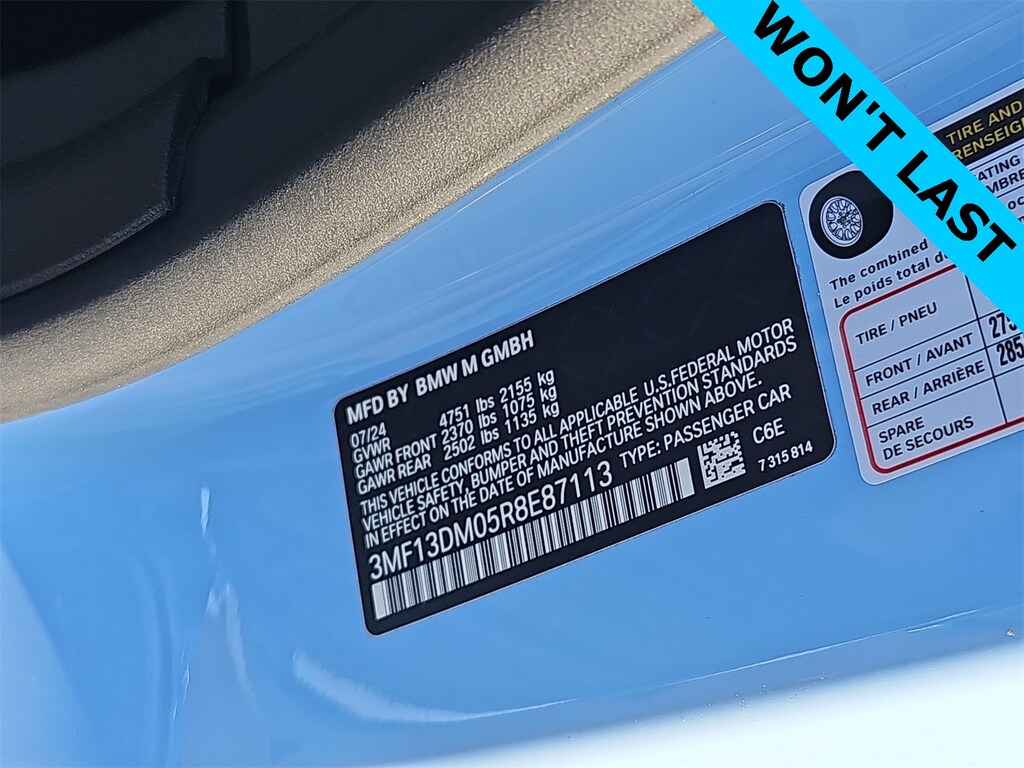 WON'T LAST
MFD BY BMW M GMBH
07/24
GVWR 4751 lbs 2155 kg
GAWR FRONT 2370 lbs 1075 kg
GAWR REAR 2502 lbs 1135 kg
THIS VEHICLE CONFORMS TO ALL APPLICABLE U.S. FEDERAL MOTOR
VEHICLE SAFETY, BUMPER AND THEFT PREVENTION STANDARDS
IN EFFECT ON THE DATE OF MANUFACTURE SHOWN ABOVE.
3MF13DM05R8E87113 TYPE: PASSENGER CAR
C6E
7 315 814
TIRE AND
The combined
Le poids total
TIRE / PNEU
FRONT / AVANT
REAR / ARRIÈRE 285
SPARE
DE SECOURS